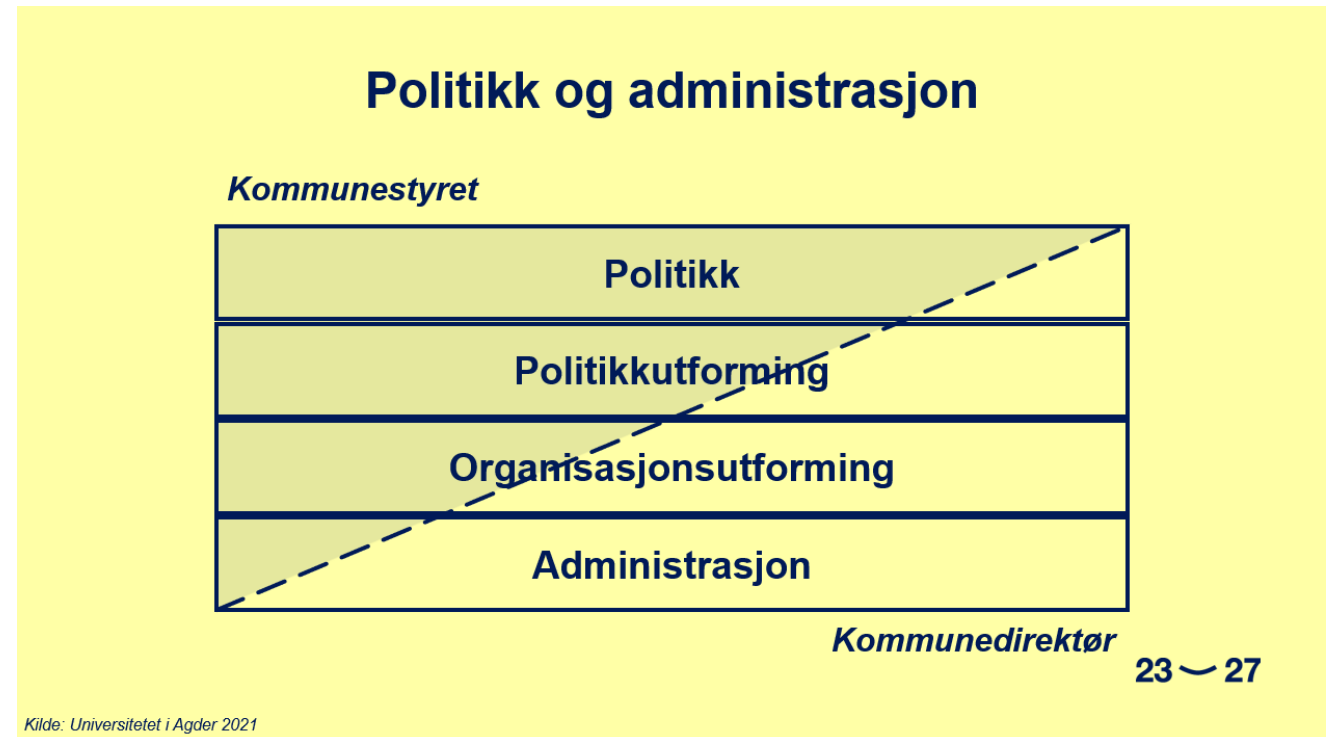 Politikk og administrasjon
Kommunestyret
Politikk
Politikkutforming
Organisasjonsutforming
Administrasjon
Kommunedirektør
23 27
Kilde: Universitetet i Agder 2021